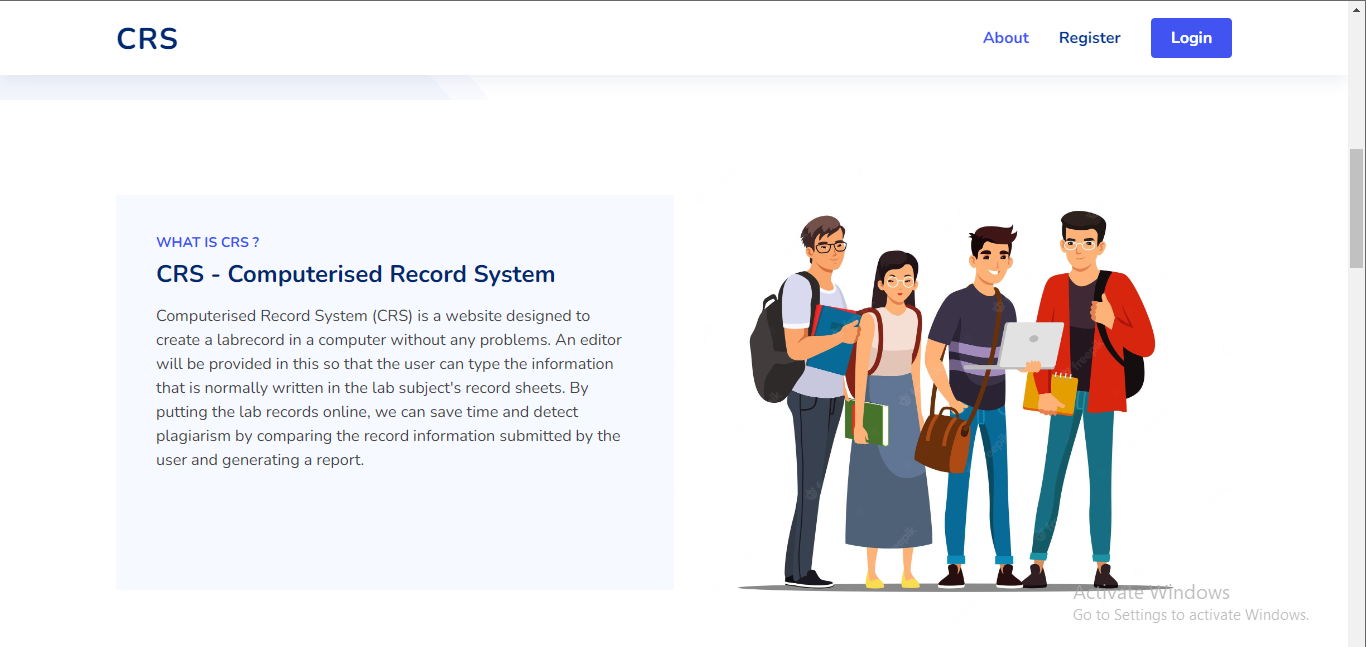 CRS
About
Register
Login
WHAT IS CRS ?
CRS - Computerised Record System
Computerised Record System (CRS) is a website designed to
create a labrecord in a computer without any problems. An editor
will be provided in this so that the user can type the information
that is normally written in the lab subject's record sheets. By
putting the lab records online, we can save time and detect
plagiarism by comparing the record information submitted by the
user and generating a report.
Activate Windows
Go to Settings to activate Windows.